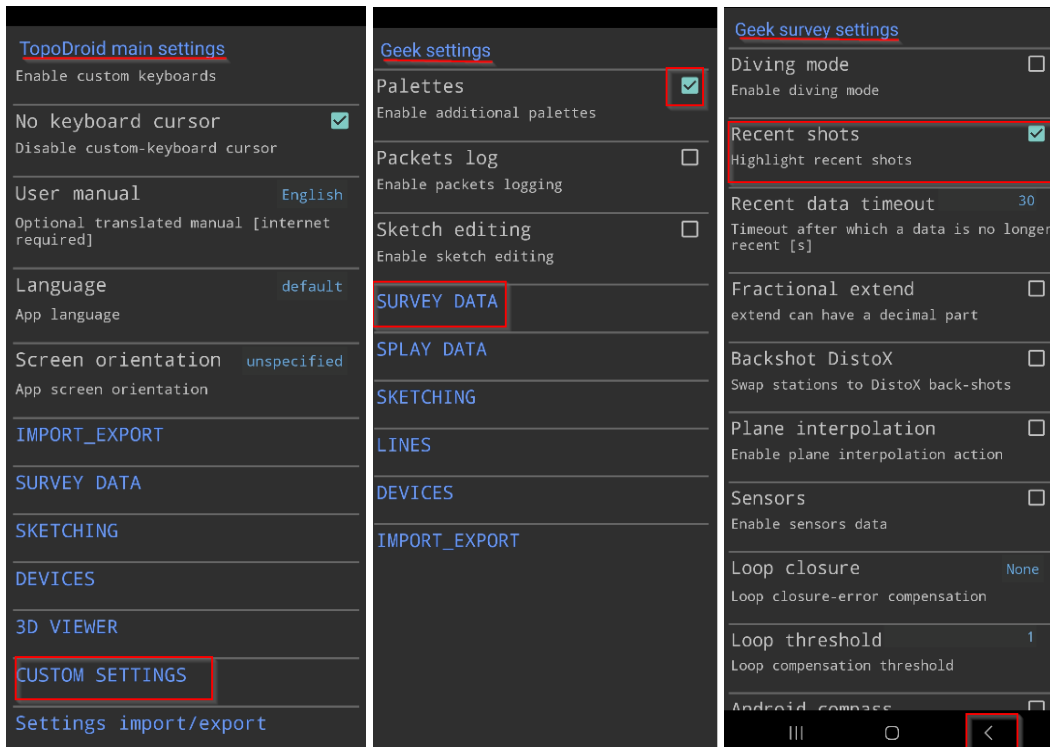 TopoDroid main settings
Enable custom keyboards
No keyboard cursor
Disable custom-keyboard cursor
User manual English
Optional translated manual [internet
required]
Language default
App language
Screen orientation unspecified
App screen orientation
IMPORT_EXPORT
SURVEY DATA
SKETCHING
DEVICES
3D VIEWER
CUSTOM SETTINGS
Settings import/export
Geek settings
Palettes
Enable additional palettes
Packets log
Enable packets logging
Sketch editing
Enable sketch editing
SURVEY DATA
SPLAY DATA
SKETCHING
LINES
DEVICES
IMPORT_EXPORT
Geek survey settings
Diving mode
Enable diving mode
Recent shots
Highlight recent shots
Recent data timeout 30
Timeout after which a data is no longer
recent [s]
Fractional extend
extend can have a decimal part
Backshot DistoX
Swap stations to DistoX back-shots
Plane interpolation
Enable plane interpolation action
Sensors
Enable sensors data
Loop closure None
Loop closure-error compensation
Loop threshold 1
Loop compensation threshold
Android compass